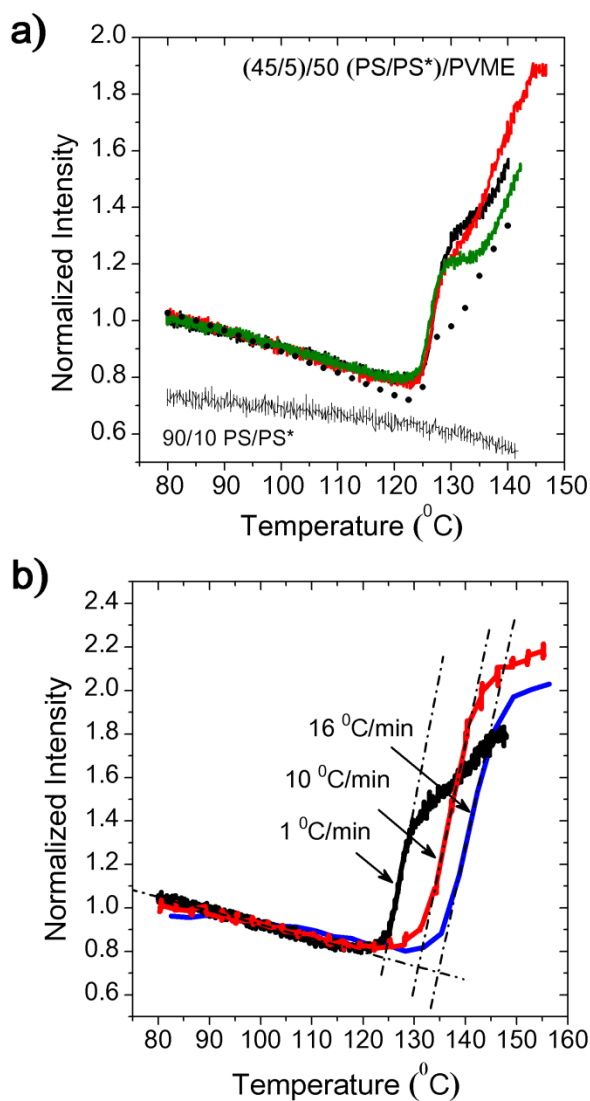 a)
2.0
1.8
1.6
1.4
1.2
1.0
0.8
0.6
Normalized Intensity
(45/5)/50 (PS/PS*)/PVME
90/10 PS/PS*
80 90 100 110 120 130 140 150
Temperature (⁰C)
b)
2.4
2.2
2.0
1.8
1.6
1.4
1.2
1.0
0.8
0.6
Normalized Intensity
16 ⁰C/min
10 ⁰C/min
1 ⁰C/min
80 90 100 110 120 130 140 150 160
Temperature (⁰C)